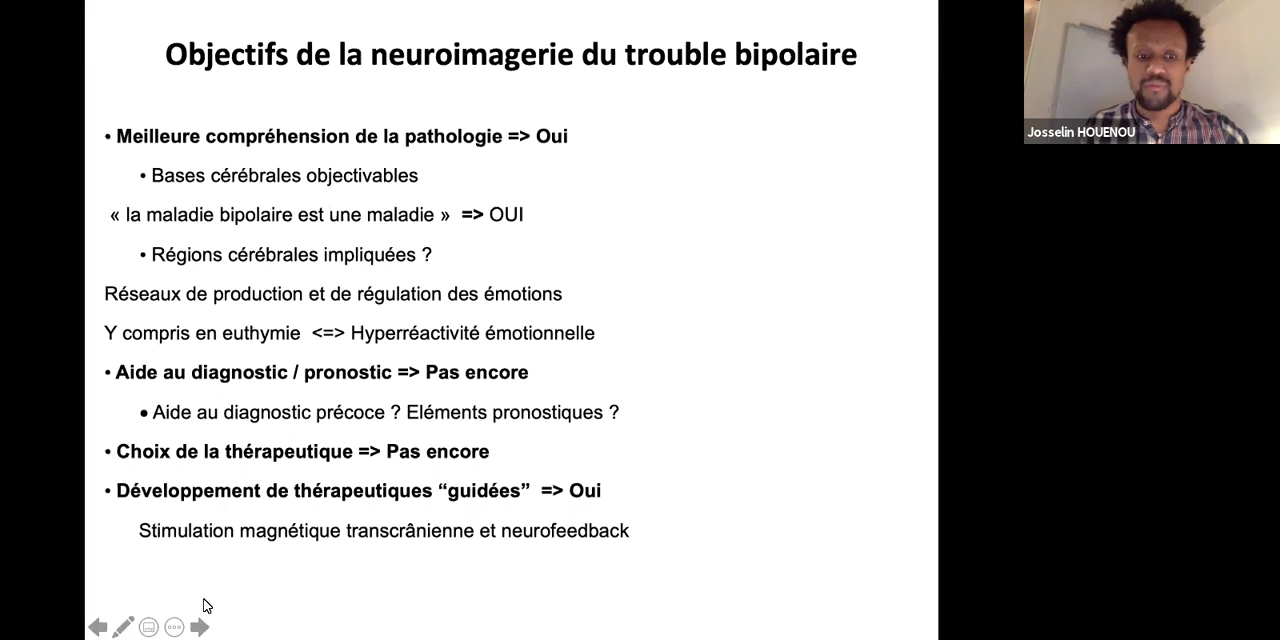 Objectifs de la neuroimagerie du trouble bipolaire
• Meilleure compréhension de la pathologie => Oui
• Bases cérébrales objectivables
« la maladie bipolaire est une maladie » => OUI
• Régions cérébrales impliquées ?
Réseaux de production et de régulation des émotions
Y compris en euthymie <=> Hyperréactivité émotionnelle
• Aide au diagnostic / pronostic => Pas encore
• Aide au diagnostic précoce ? Eléments pronostiques ?
• Choix de la thérapeutique => Pas encore
• Développement de thérapeutiques “guidées” => Oui
Stimulation magnétique transcrânienne et neurofeedback
Josselin HOUENOU